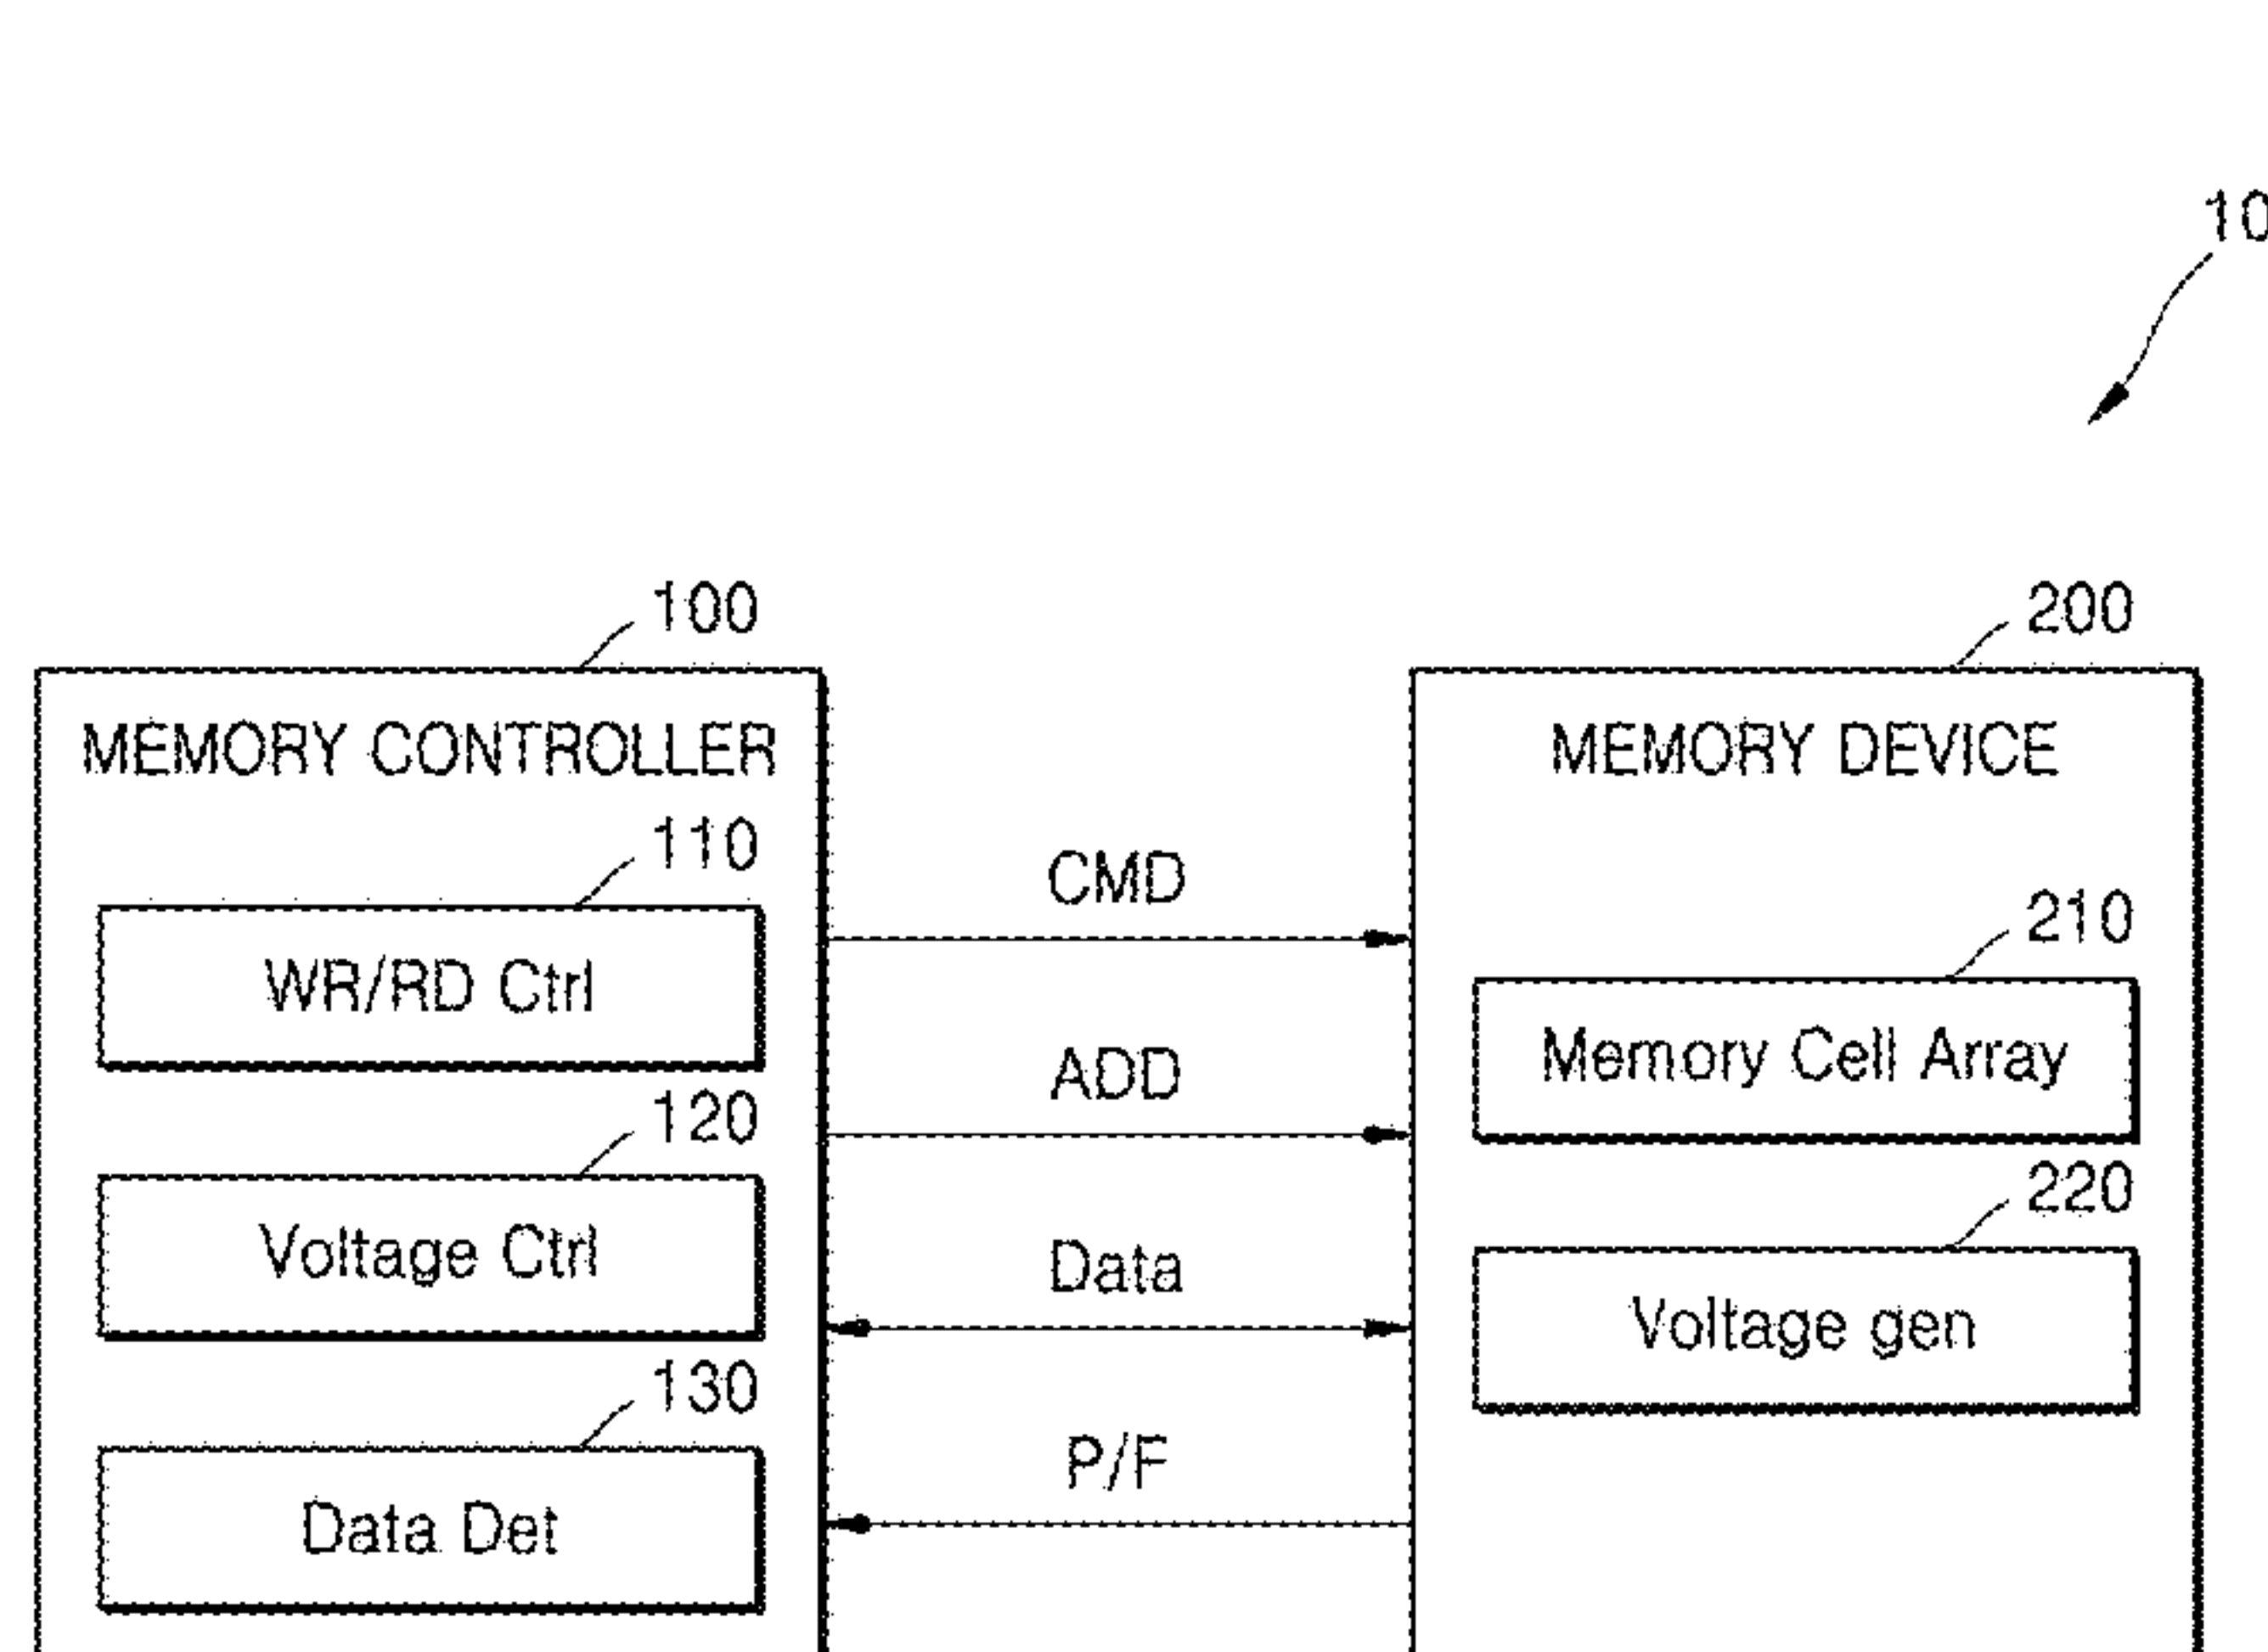 10
100
MEMORY CONTROLLER
110
WR/RD Ctrl
120
Voltage Ctrl
130
Data Det
CMD
ADD
Data
P/F
200
MEMORY DEVICE
210
Memory Cell Array
220
Voltage gen